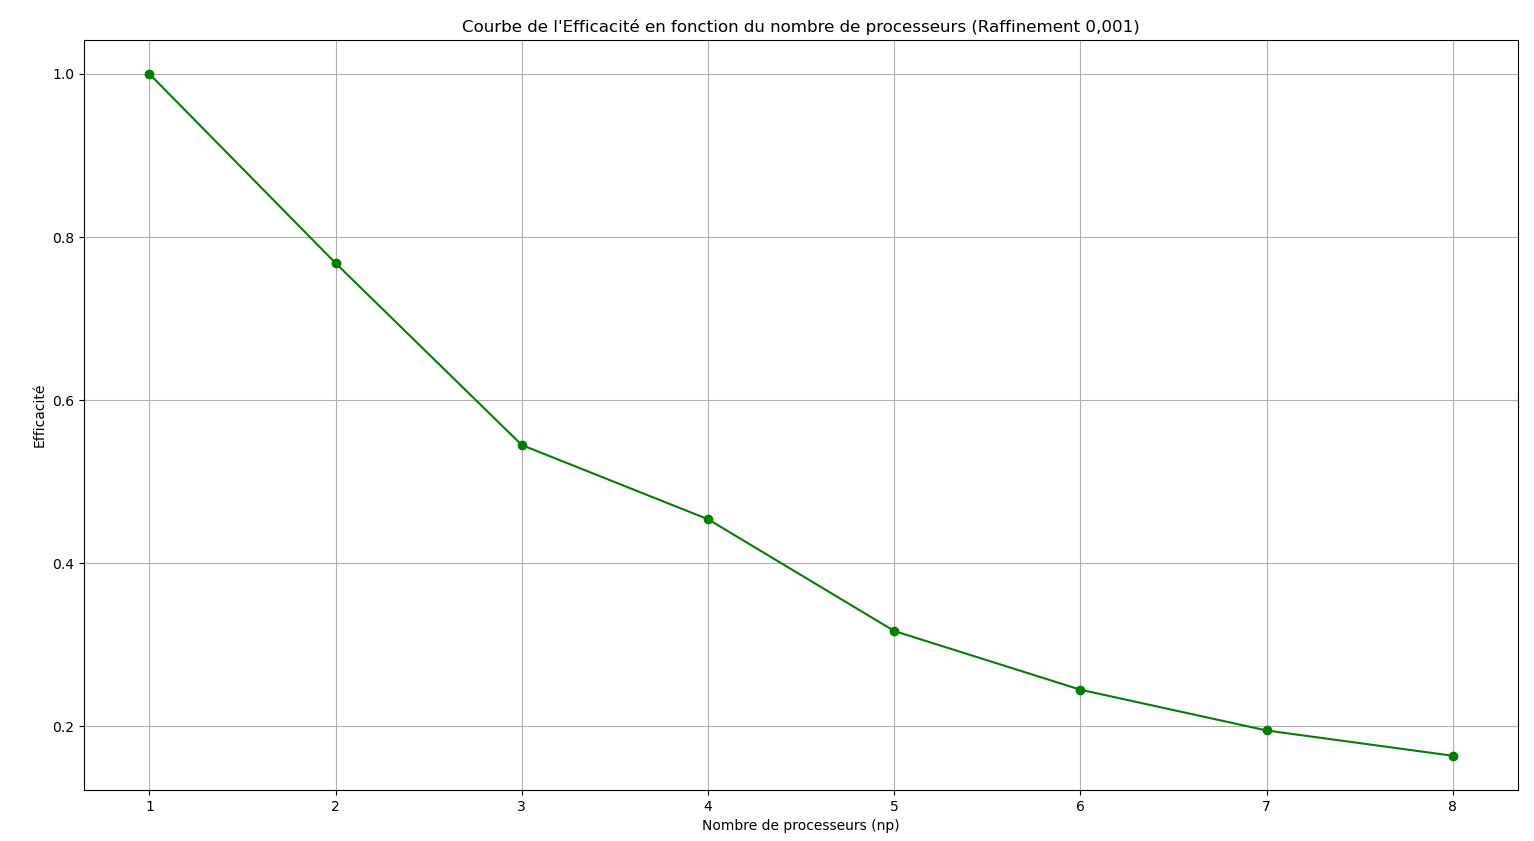 Courbe de l'Efficacité en fonction du nombre de processeurs (Raffinement 0,001)
1.0
0.8
0.6
0.4
0.2
Efficacité
1 2 3 4 5 6 7 8
Nombre de processeurs (np)